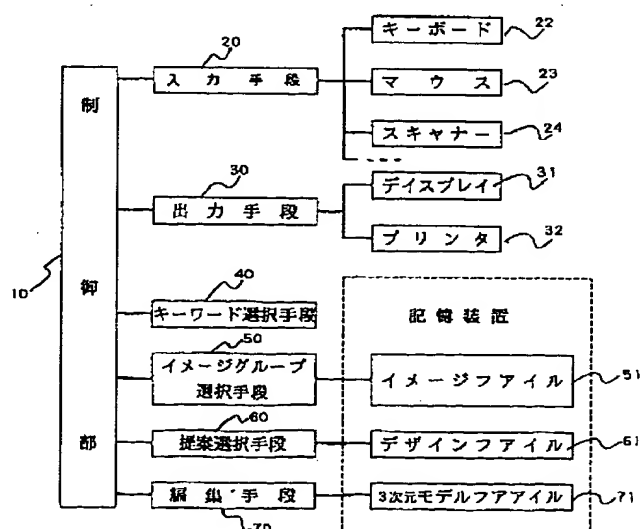 20
入力手段
キーボード
22
マウス
23
スキャナー
24
30
出力手段
デイスプレイ
31
プリンタ
32
制御部
10
40
キーワード選択手段
記憶装置
50
イメージグループ
選択手段
イメージファイル
51
60
提案選択手段
デザインファイル
61
編集手段
70
3次元モデルフアアイル
71